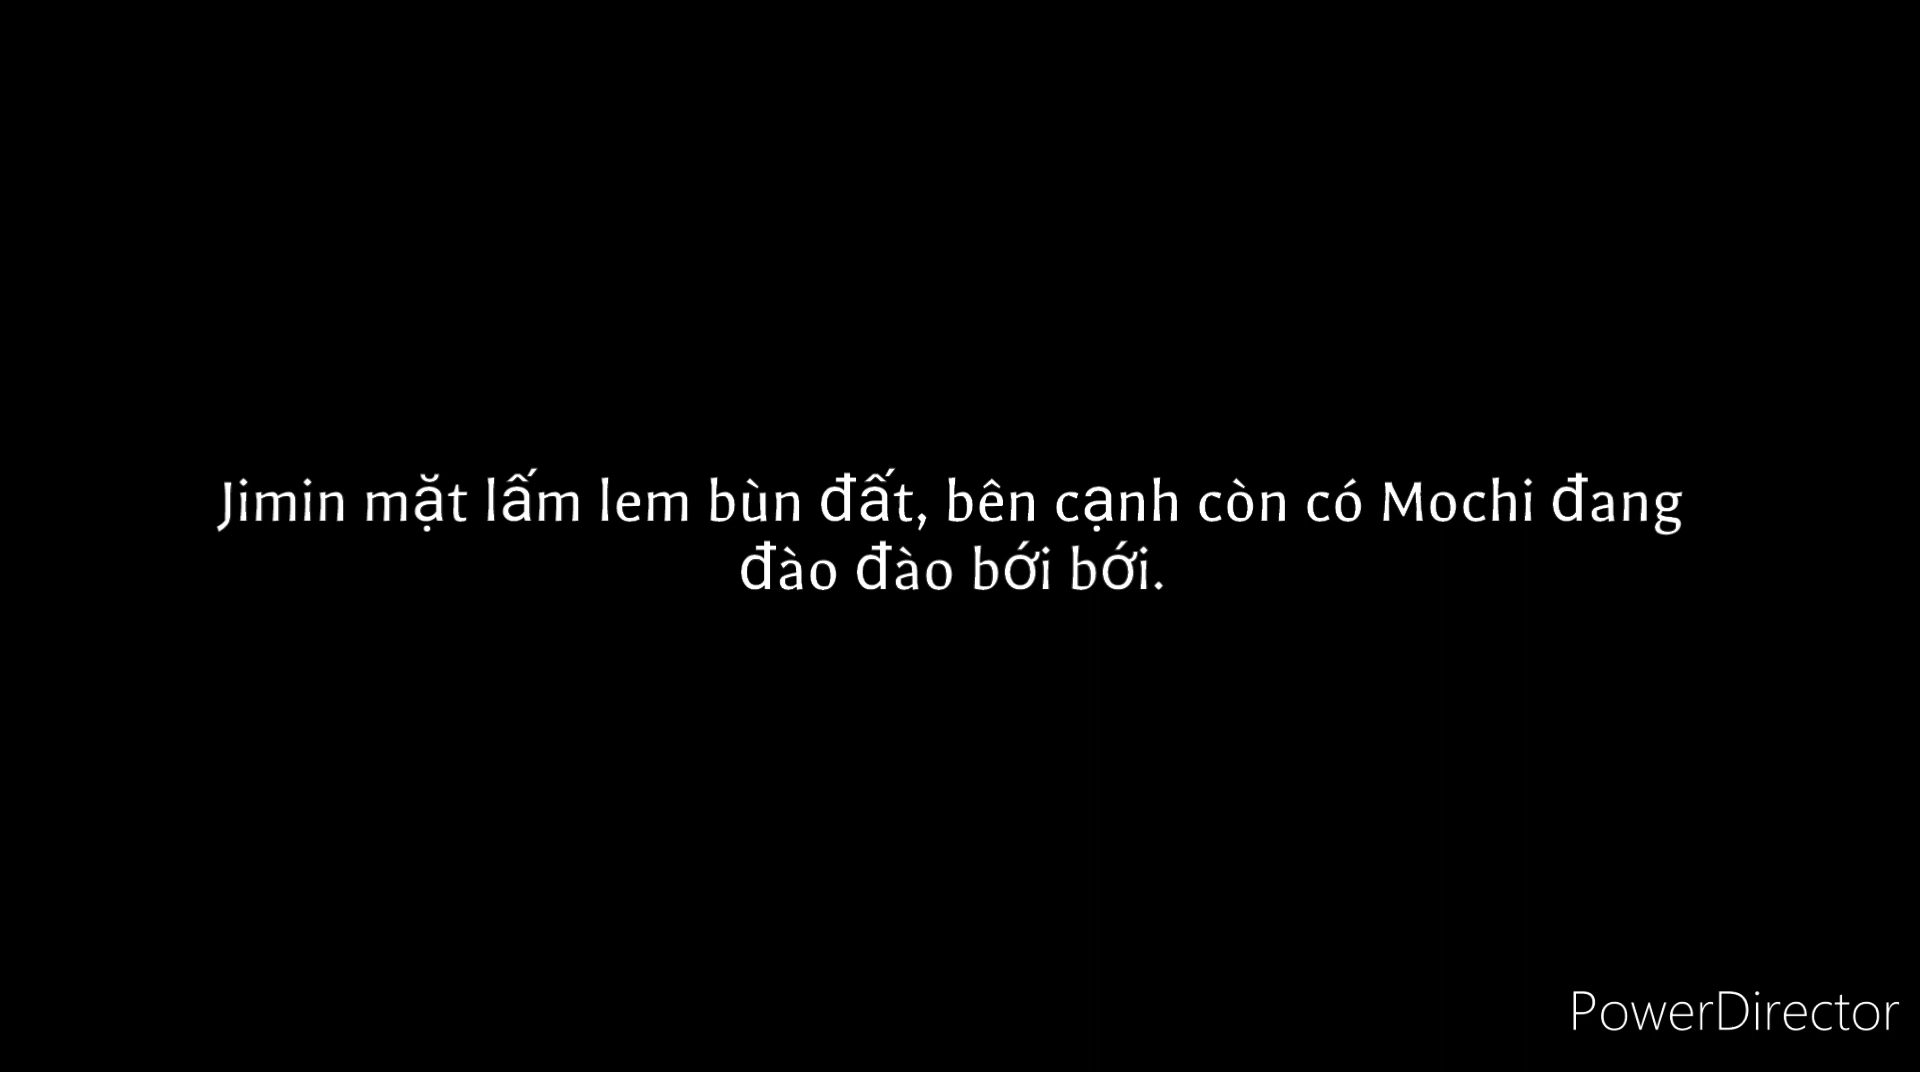 Jimin mặt lấm lem bùn đất, bên cạnh còn có Mochi đang
đào đào bới bới.
PowerDirector